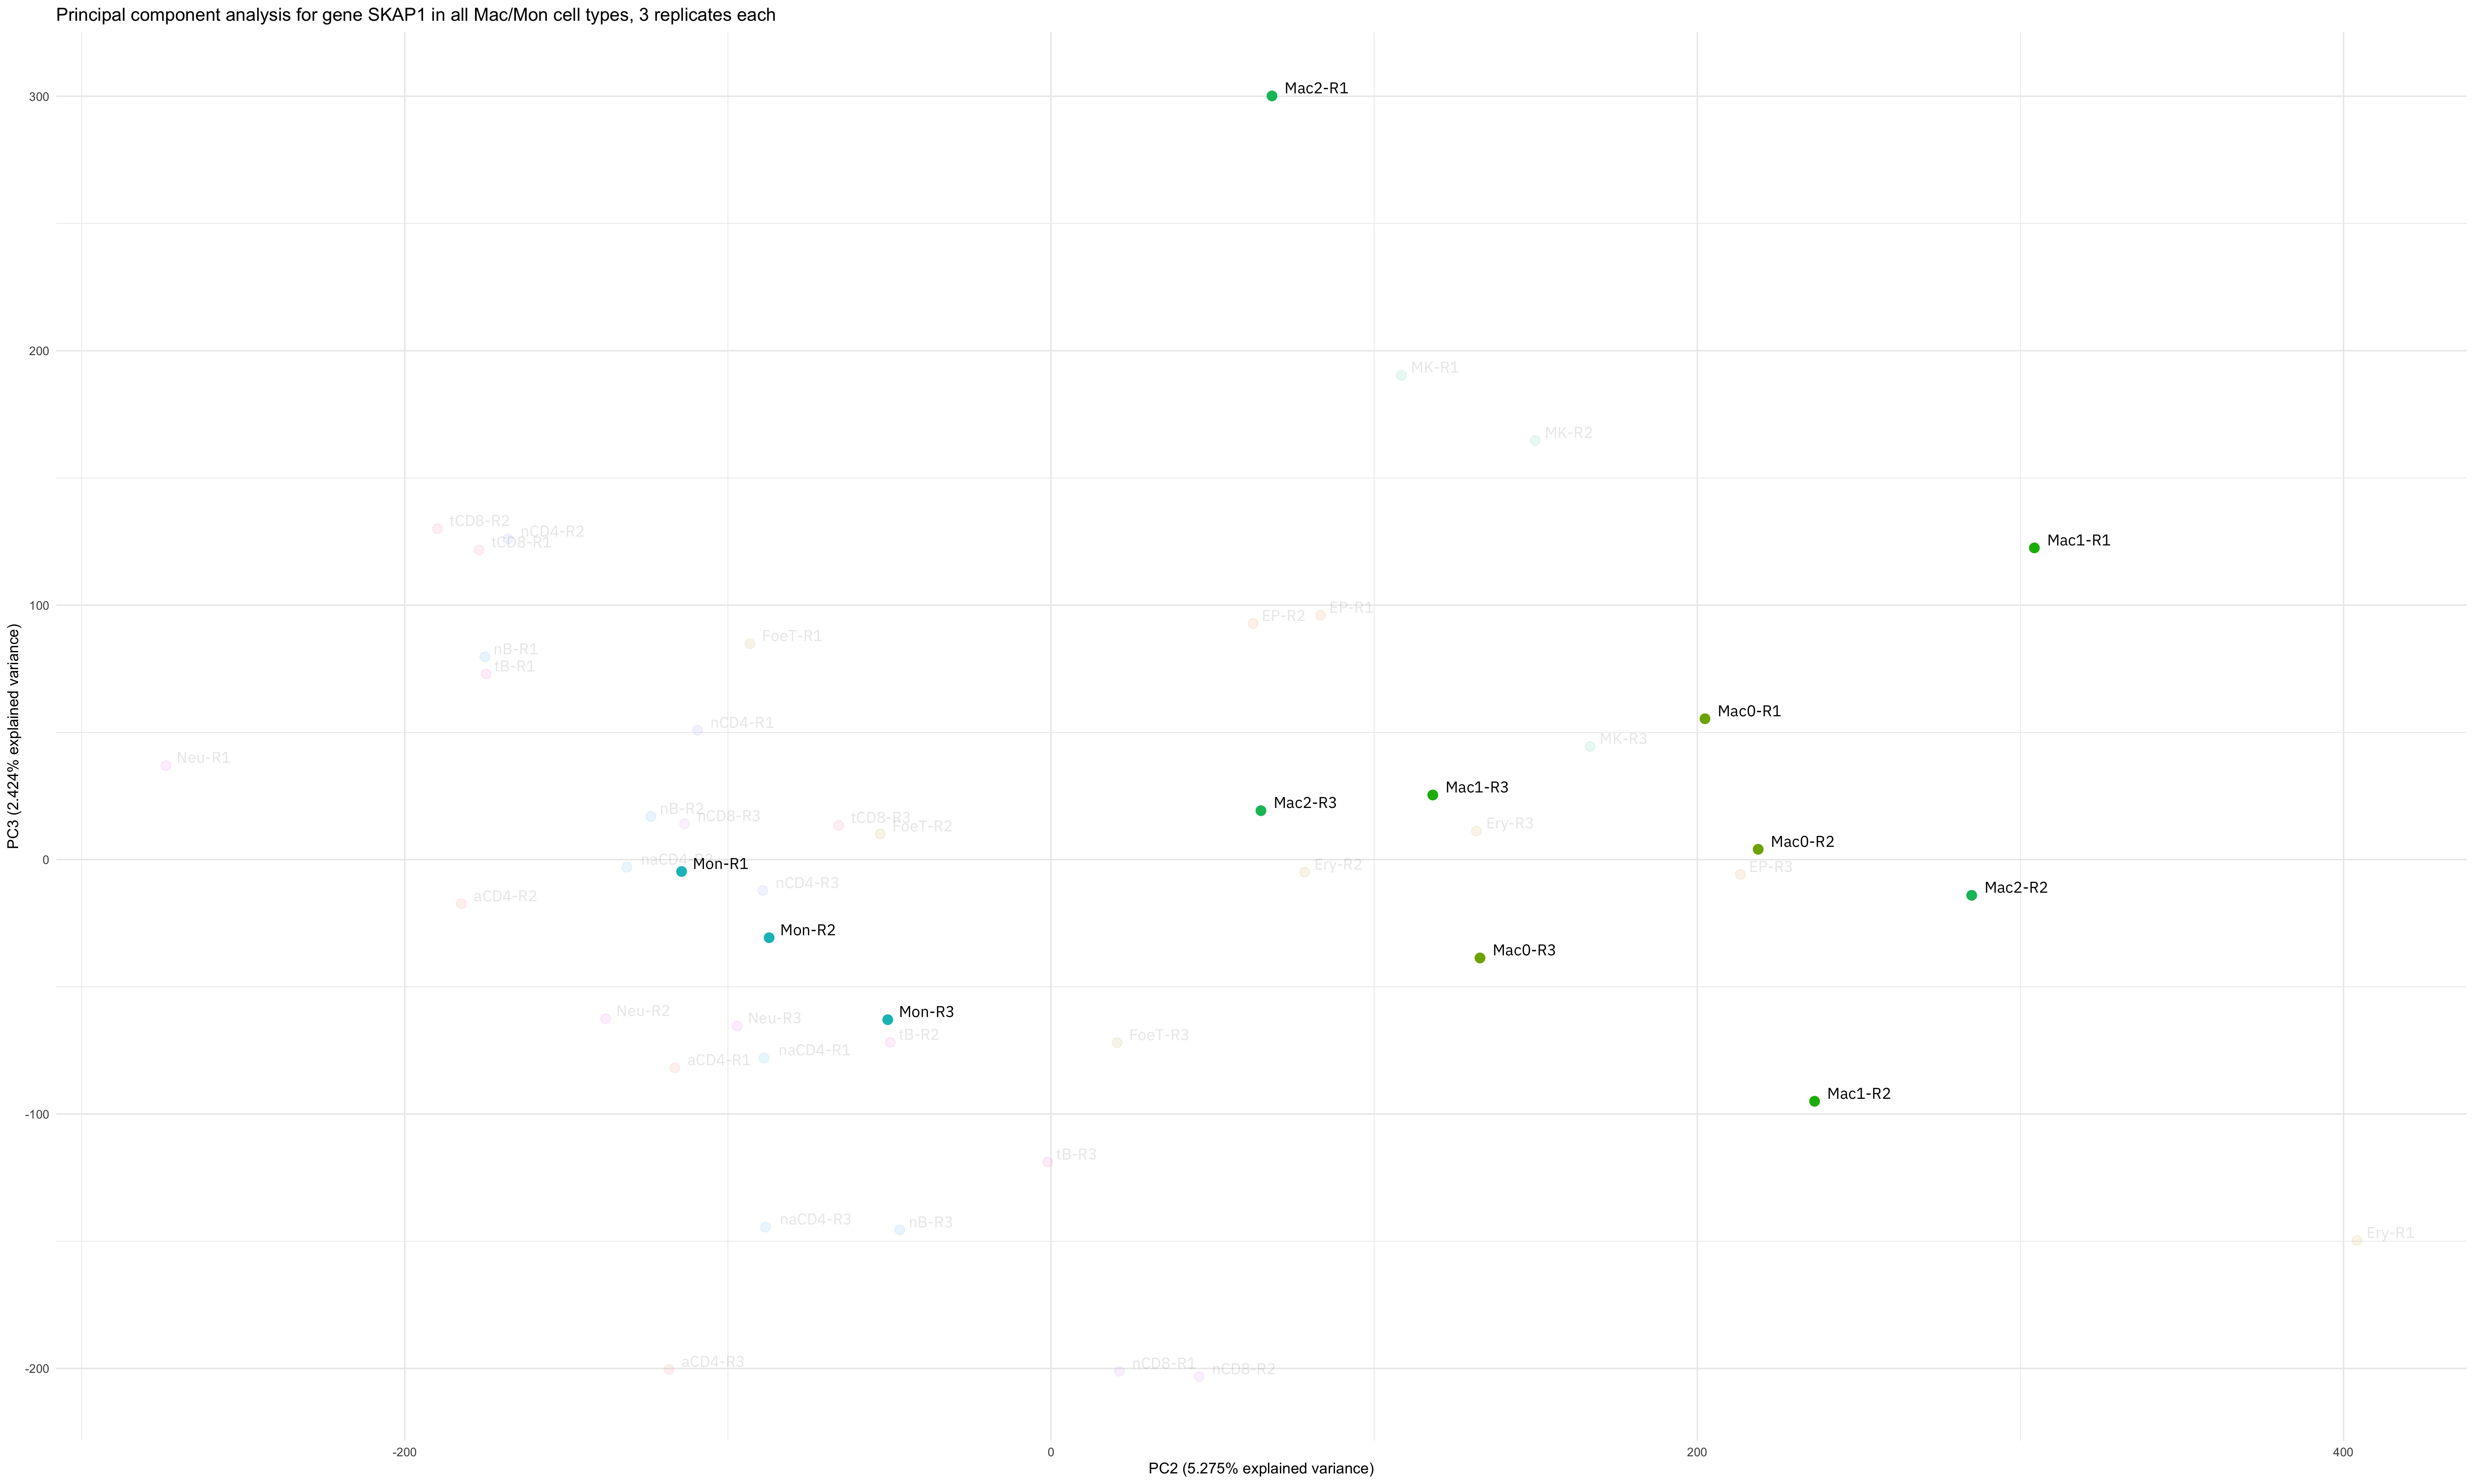 Principal component analysis for gene SKAP1 in all Mac/Mon cell types, 3 replicates each
300
Mac2-R1
200
MK-R1
MK-R2
tCD8-R2
nCD4-R2
tCD8-R1
Mac1-R1
100
EP-R1
EP-R2
FoeT-R1
nB-R1
tB-R1
Mac0-R1
nCD4-R1
MK-R3
Neu-R1
Mac1-R3
Mac2-R3
nB-R2
nCD8-R3
tCD8-R3
FoeT-R2
Ery-R3
Mac0-R2
0
Mon-R1
Ery-R2
EP-R3
nCD4-R3
Mac2-R2
aCD4-R2
Mon-R2
Mac0-R3
Neu-R2
Mon-R3
Neu-R3
tB-R2
FoeT-R3
naCD4-R1
aCD4-R1
Mac1-R2
-100
tB-R3
naCD4-R3
nB-R3
Ery-R1
aCD4-R3
nCD8-R1
nCD8-R2
-200
PC3 (2.424% explained variance)
-200
0
200
400
PC2 (5.275% explained variance)